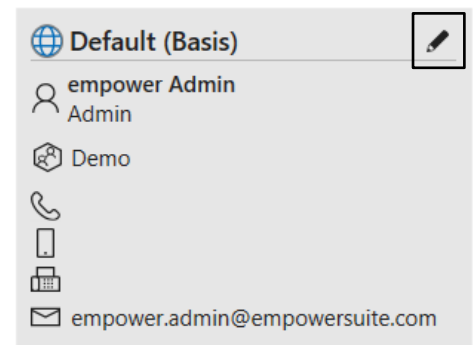 Default (Basis)
empower Admin
Admin
Demo
empower.admin@empowersuite.com